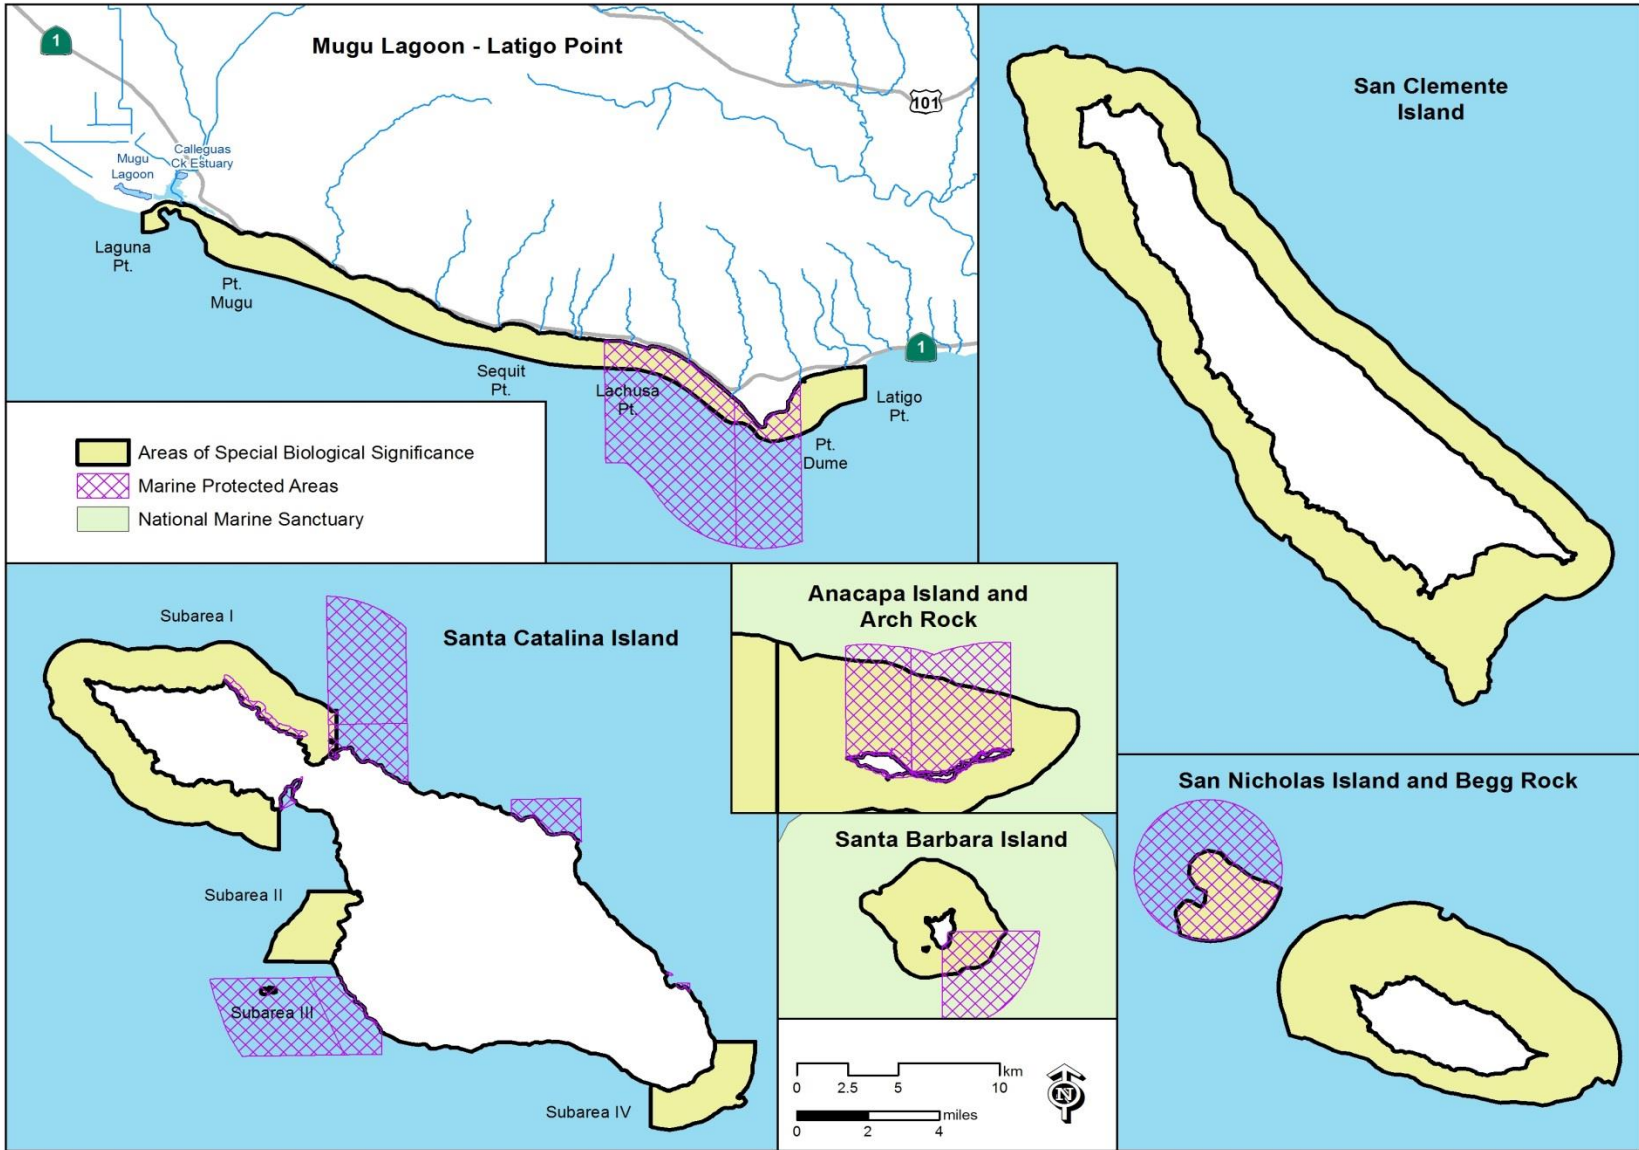 Mugu Lagoon - Latigo Point
1
101
Calleguas
Ck Estuary
Mugu
Lagoon
Laguna
Pt.
Pt.
Mugu
Sequit
Pt.
Lachusa
Pt.
1
Latigo
Pt.
Pt.
Dume
Areas of Special Biological Significance
Marine Protected Areas
National Marine Sanctuary
San Clemente
Island
Santa Catalina Island
Subarea I
Subarea II
Subarea III
Subarea IV
Anacapa Island and
Arch Rock
Santa Barbara Island
San Nicholas Island and Begg Rock
km
0 2.5 5 10
miles
0 2 4
N